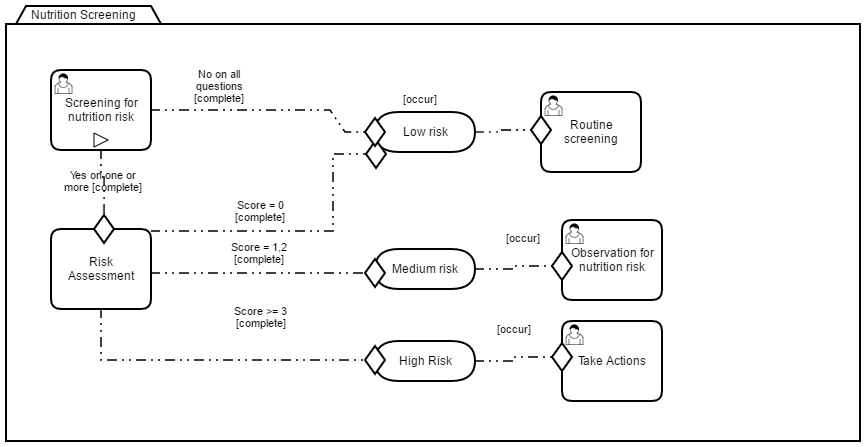 Nutrition Screening
No on all
questions
[complete]
Screening for
nutrition risk
[occur]
Low risk
Routine
screening
Yes on one or
more [complete]
Score = 0
[complete]
Risk
Assessment
Score = 1,2
[complete]
Medium risk
[occur]
Observation for
nutrition risk
Score >= 3
[complete]
High Risk
[occur]
Take Actions